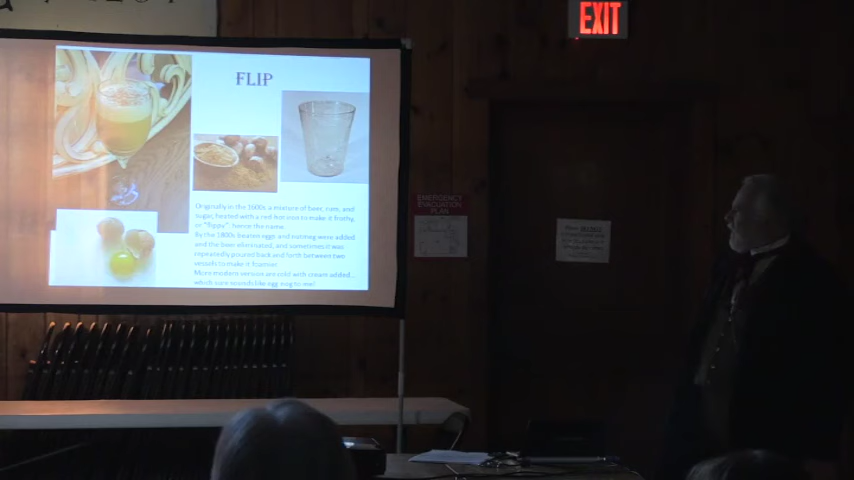 EXIT
FLIP
Originally in the 1600s, a mixture of beer, rum, and
sugar, heated with a red hot iron to make it frothy,
or "flippy" hence the name.
By the 1800s beaten eggs and nutmeg were added
and the beer eliminated, and sometimes it was
repeatedly poured back and forth between two
vessels to make it foamier.
More modern version are cold with cream added...
which sure sounds like egg nog to me!
EMERGENCY
EVACUATION
PLAN